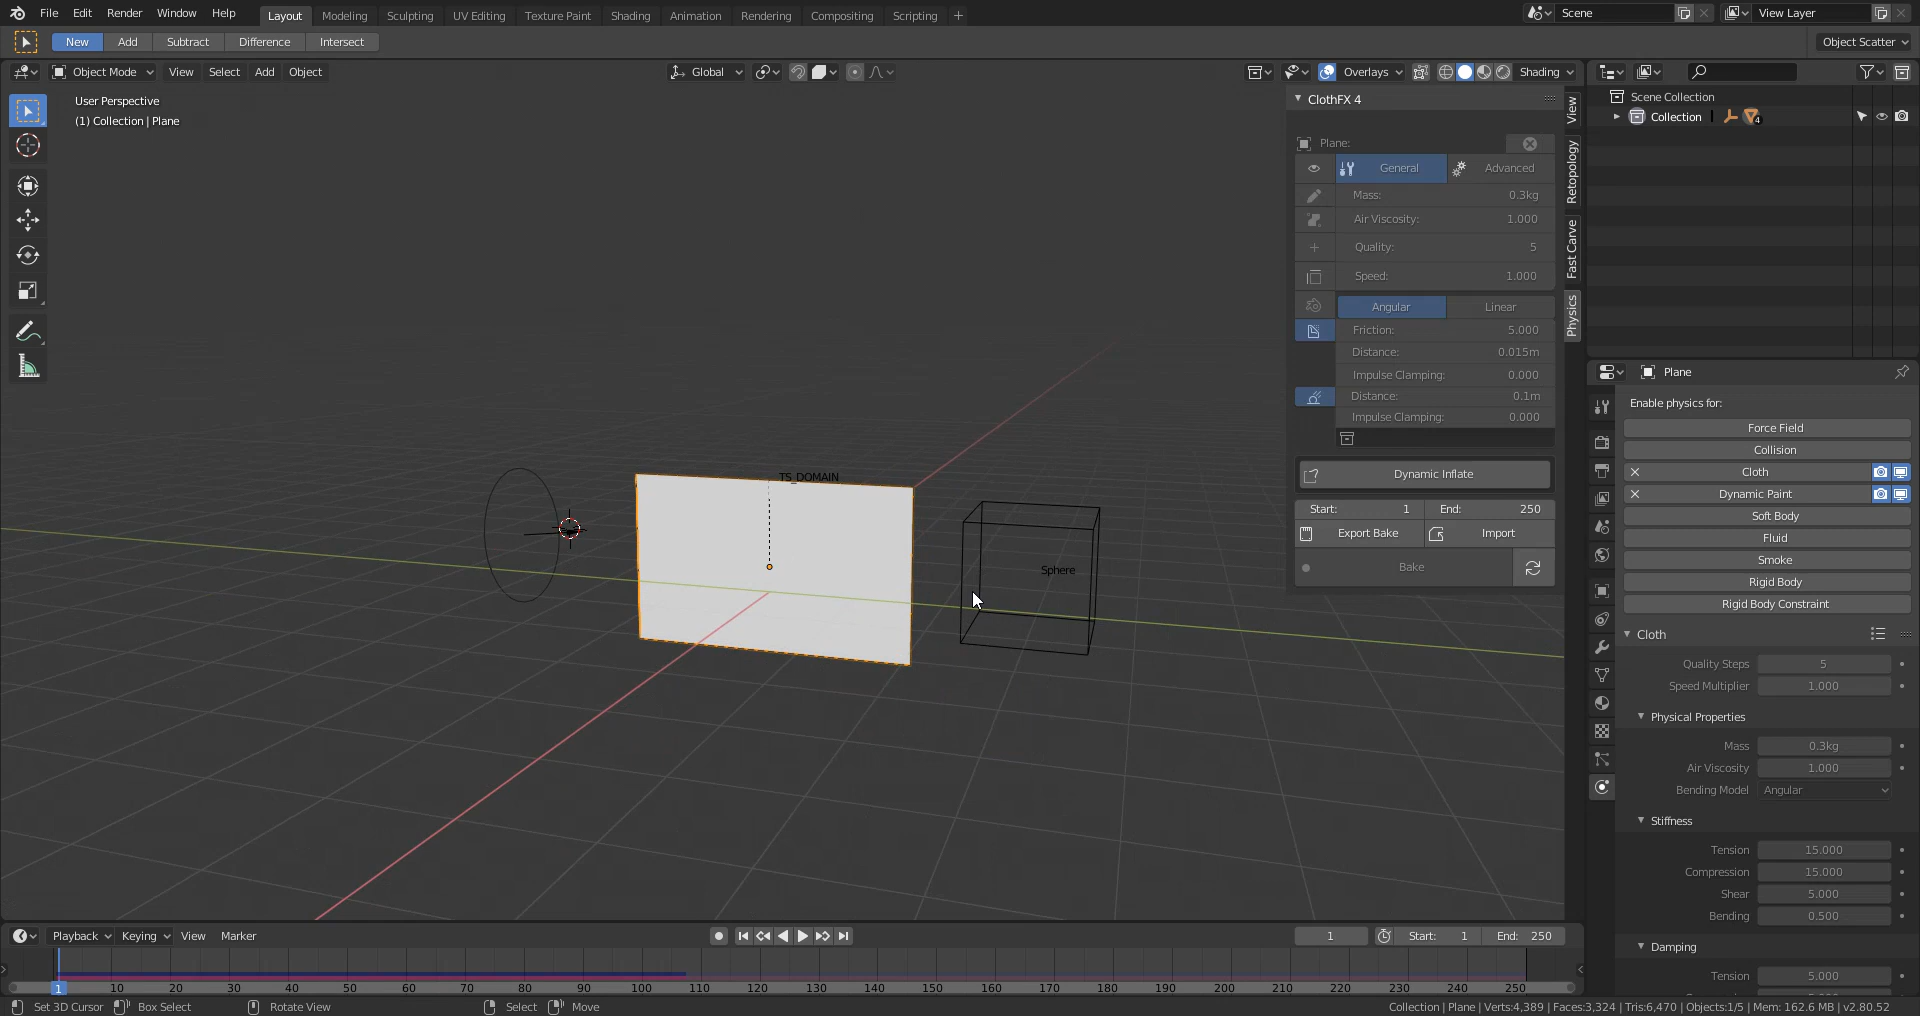 File Edit Render Window Help Layout Modeling Sculpting UV Editing Texture Paint Shading Animation Rendering Compositing Scripting + Scene View Layer
New Add Subtract Difference Intersect Object Scatter
Object Mode View Select Add Object Global Overlays Shading
User Perspective
(1) Collection | Plane
ClothFX 4
Plane:
General Advanced
Mass: 0.3kg
Air Viscosity: 1.000
Quality: 5
Speed: 1.000
Angular Linear
Friction: 5.000
Distance: 0.015m
Impulse Clamping: 0.000
Distance: 0.1m
Impulse Clamping: 0.000
Dynamic Inflate
Start: 1 End: 250
Export Bake Import
Bake
View
Retopology
Fast Carve
Physics
TS_DOMAIN
Sphere
Scene Collection
Collection 4
Plane
Enable physics for:
Force Field
Collision
Cloth
Dynamic Paint
Soft Body
Fluid
Smoke
Rigid Body
Rigid Body Constraint
Cloth
Quality Steps 5
Speed Multiplier 1.000
Physical Properties
Mass 0.3kg
Air Viscosity 1.000
Bending Model Angular
Stiffness
Tension 15.000
Compression 15.000
Shear 5.000
Bending 0.500
Damping
Tension 5.000
Playback Keying View Marker 1 Start: 1 End: 250
1 10 20 30 40 50 60 70 80 90 100 110 120 130 140 150 160 170 180 190 200 210 220 230 240 250
Set 3D Cursor Box Select Rotate View Select Move Collection | Plane | Verts:4,389 | Faces:3,324 | Tris:6,470 | Objects:1/5 | Mem: 162.6 MB | v2.80.52